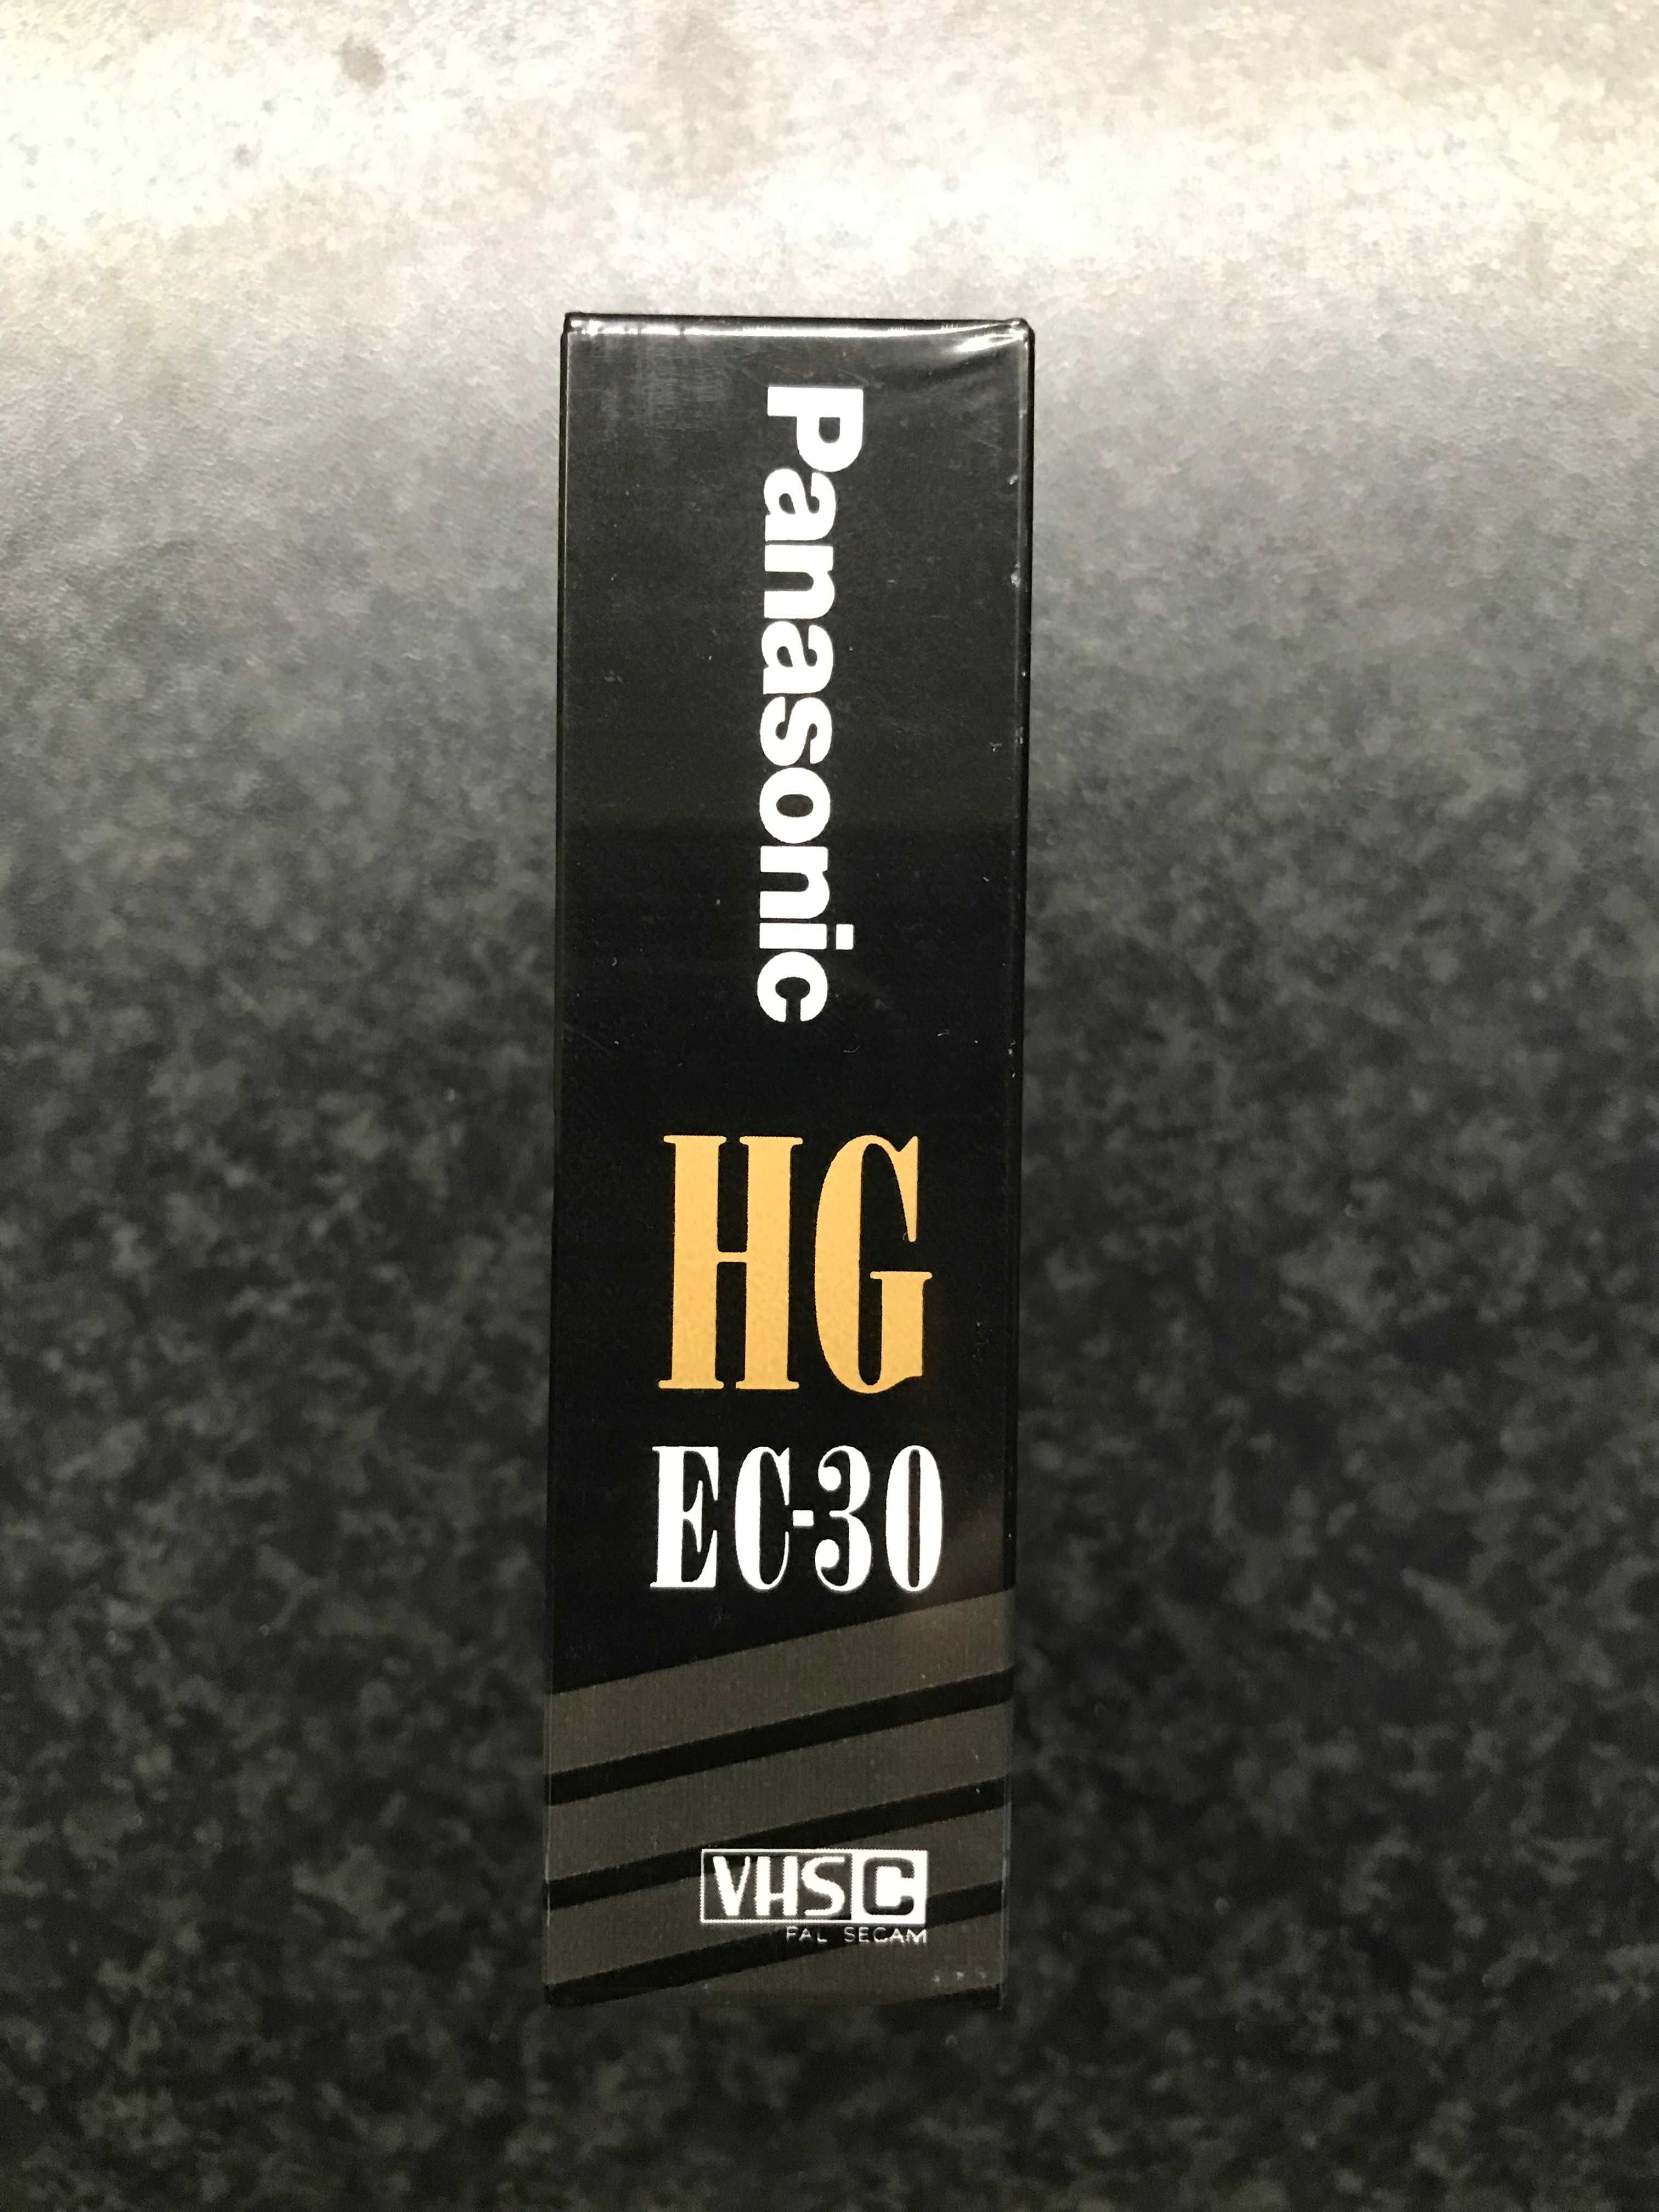 Panasonic
HG
EC-30
VHS C
PAL SECAM